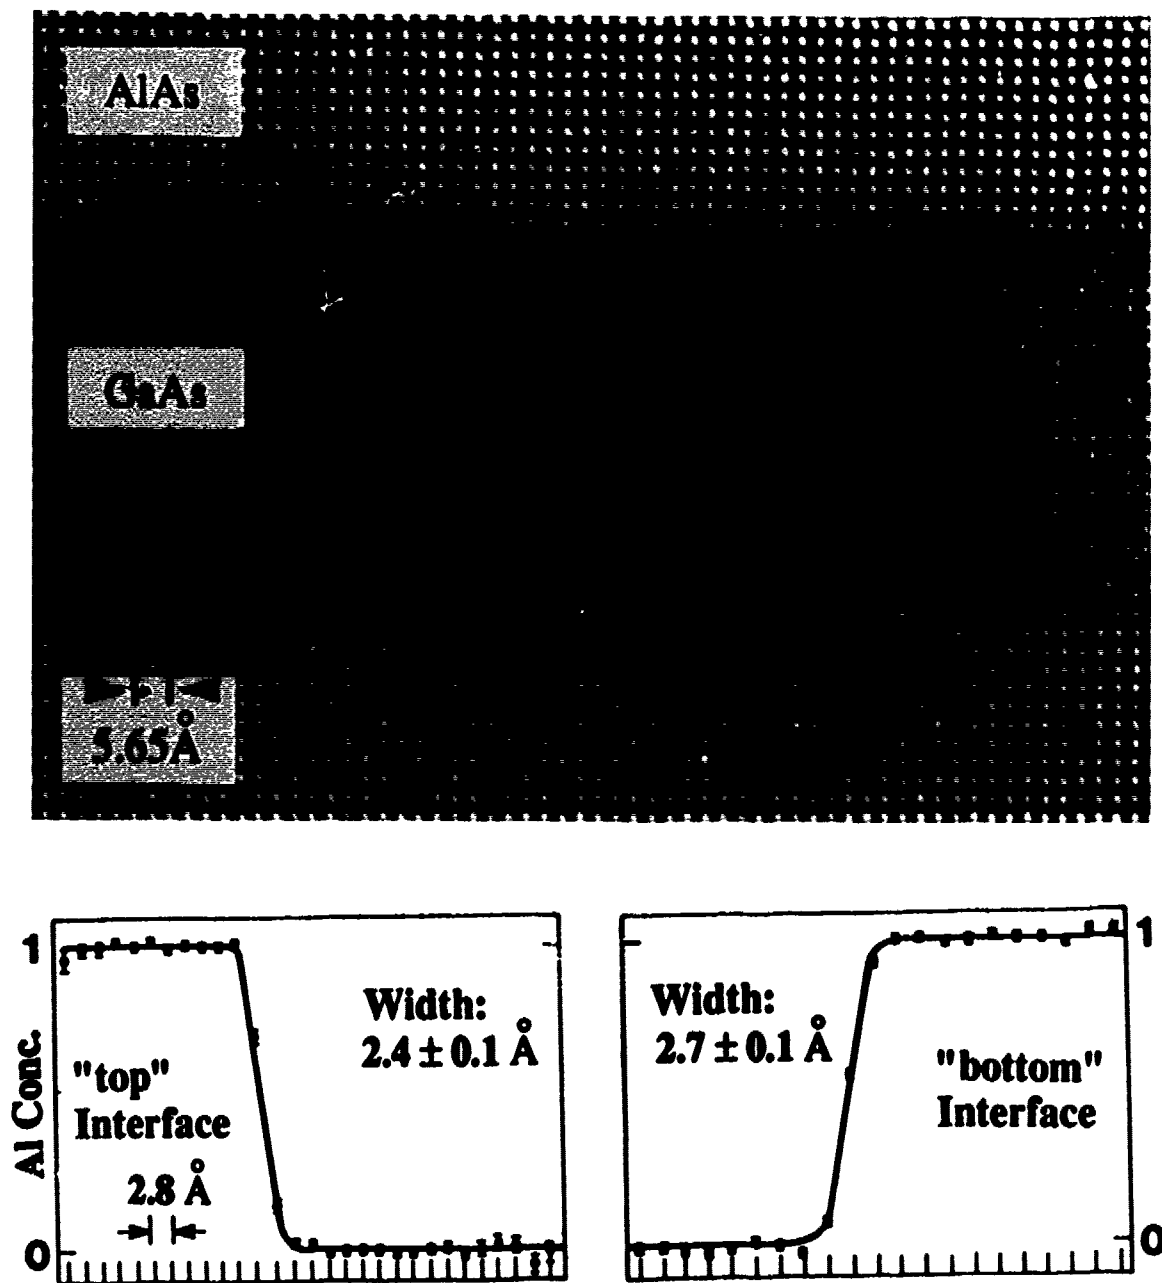 AlAs
GaAs
5.65Å
1
Al Conc.
0
"top"
Interface
2.8 Å
Width:
2.4 ± 0.1 Å
Width:
2.7 ± 0.1 Å
"bottom"
Interface
1
0